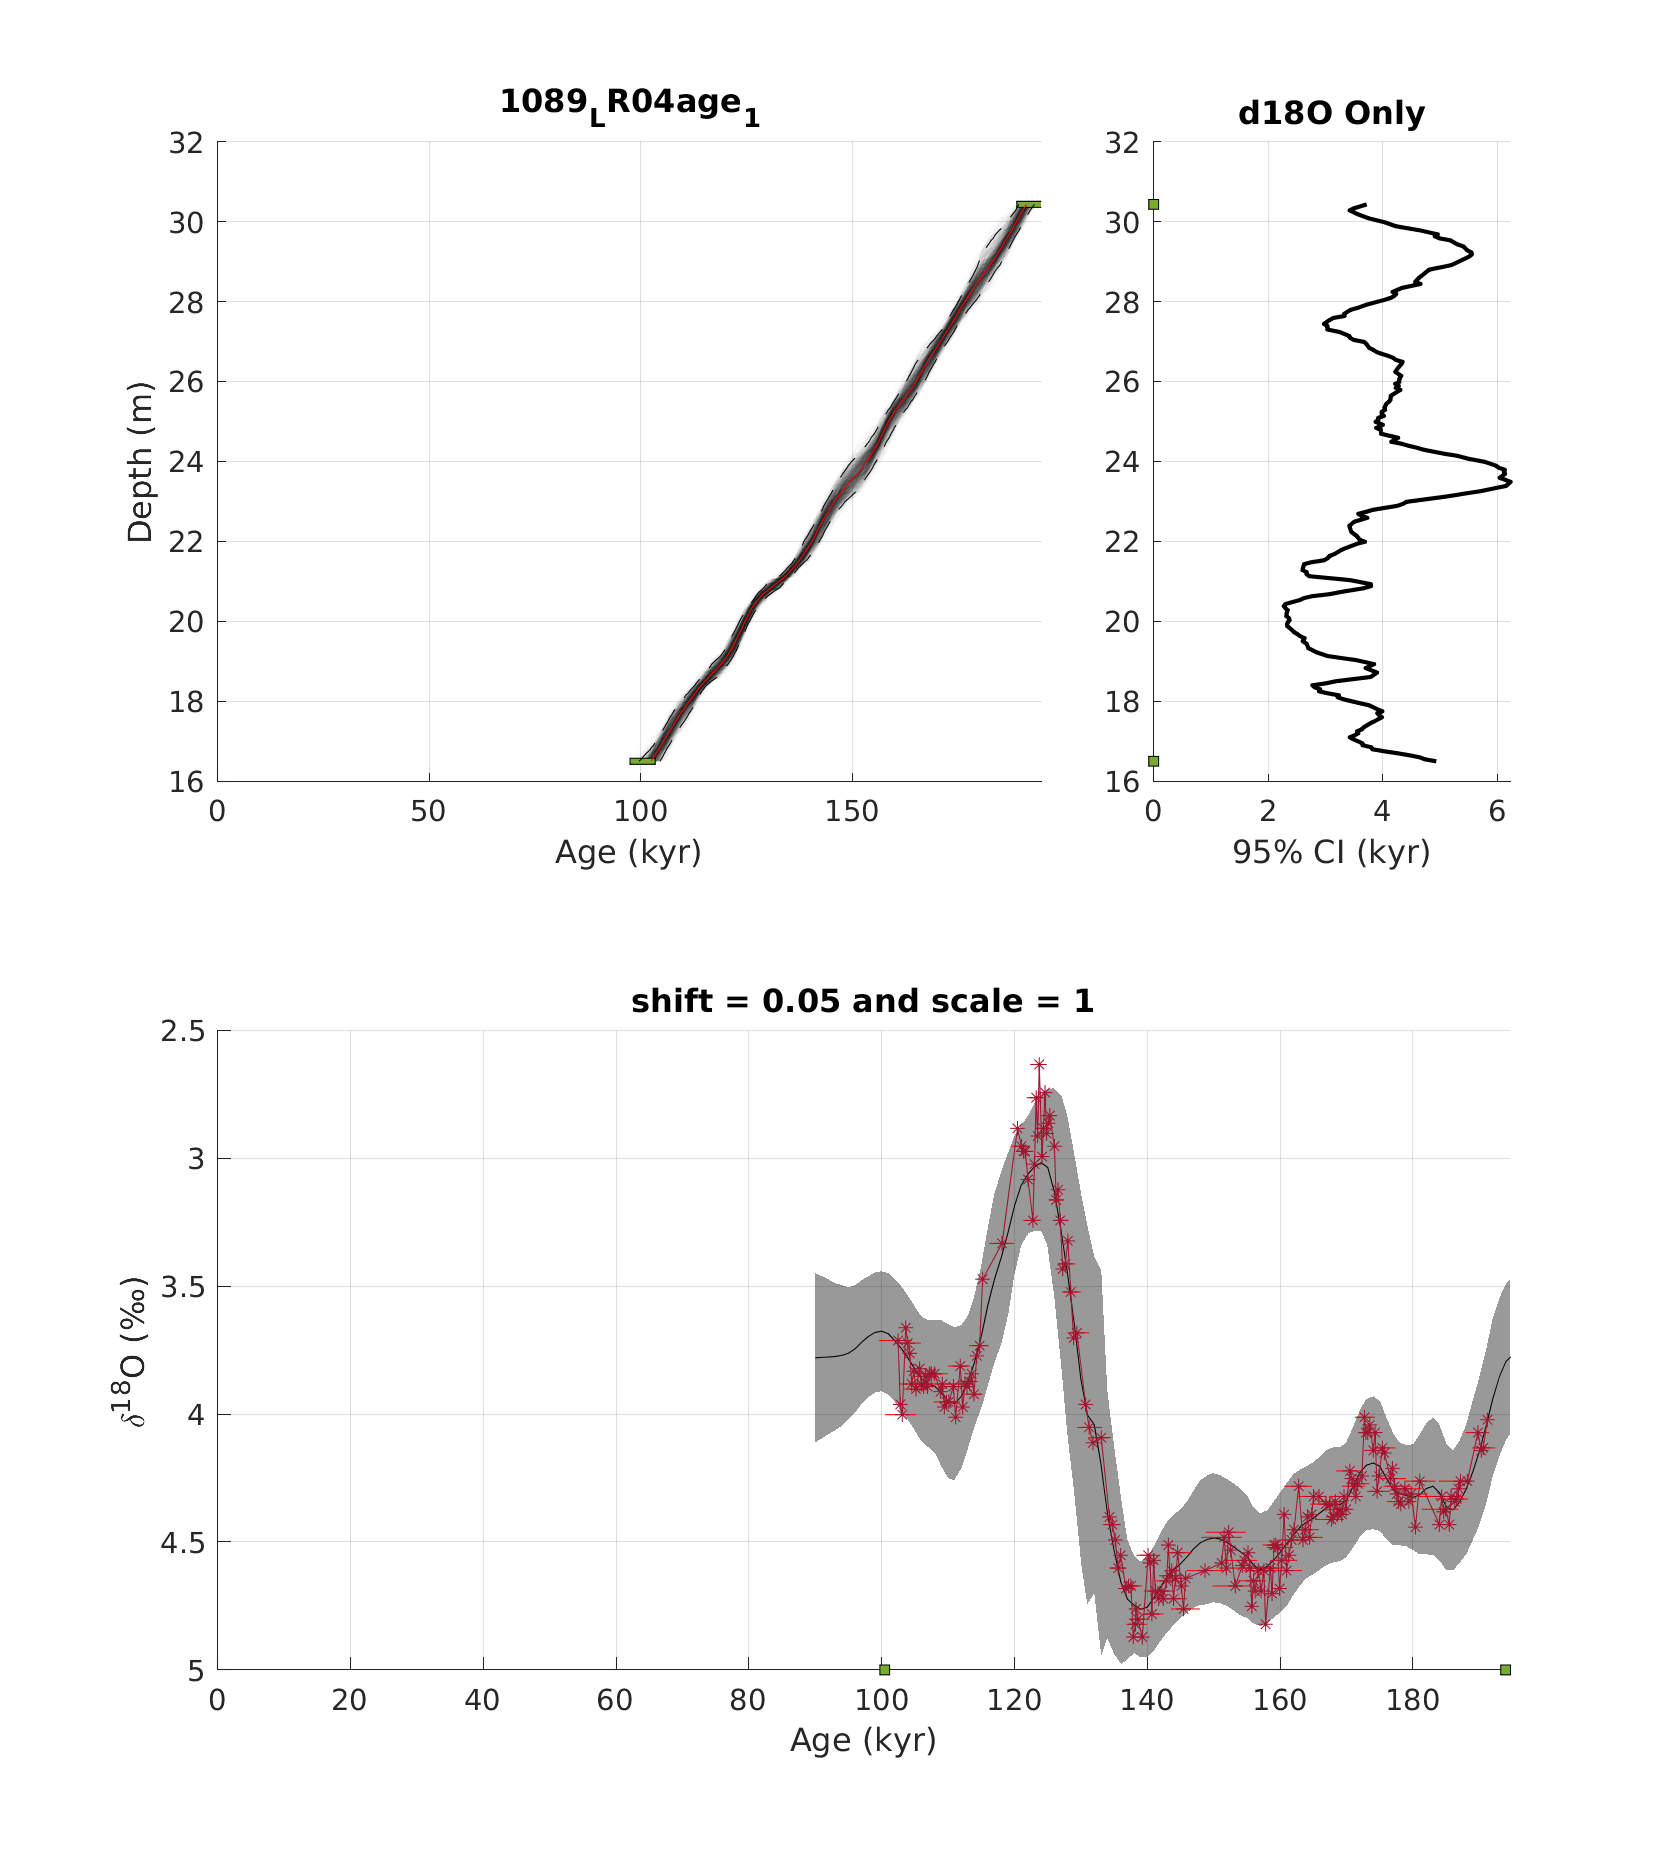 1089LR04age1
d18O Only
32
30
28
26
24
22
20
18
16
Depth (m)
0 50 100 150
Age (kyr)
32
30
28
26
24
22
20
18
16
0 2 4 6
95% CI (kyr)
shift = 0.05 and scale = 1
2.5
3
3.5
4
4.5
5
δ18O (‰)
0 20 40 60 80 100 120 140 160 180
Age (kyr)